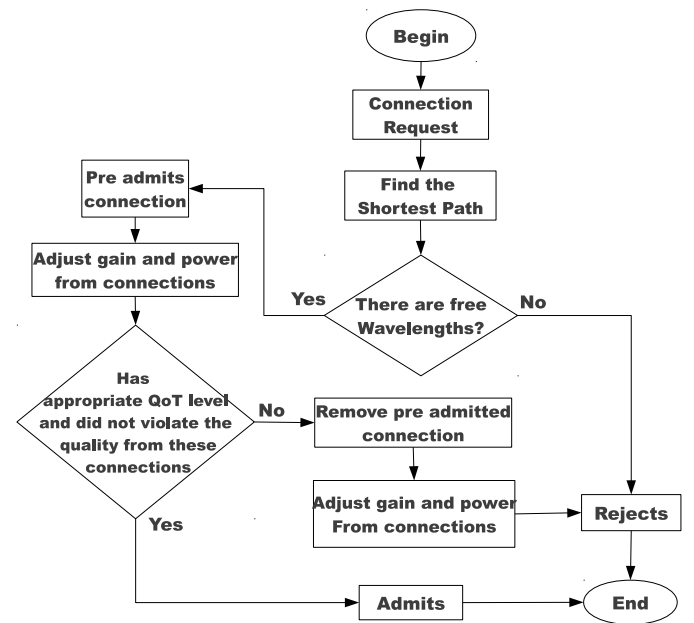 Begin
Connection
Request
Find the
Shortest Path
There are free
Wavelengths?
Yes
No
Pre admits
connection
Adjust gain and power
from connections
Has
appropriate QoT level
and did not violate the
quality from these
connections
No
Yes
Remove pre admitted
connection
Adjust gain and power
From connections
Rejects
Admits
End